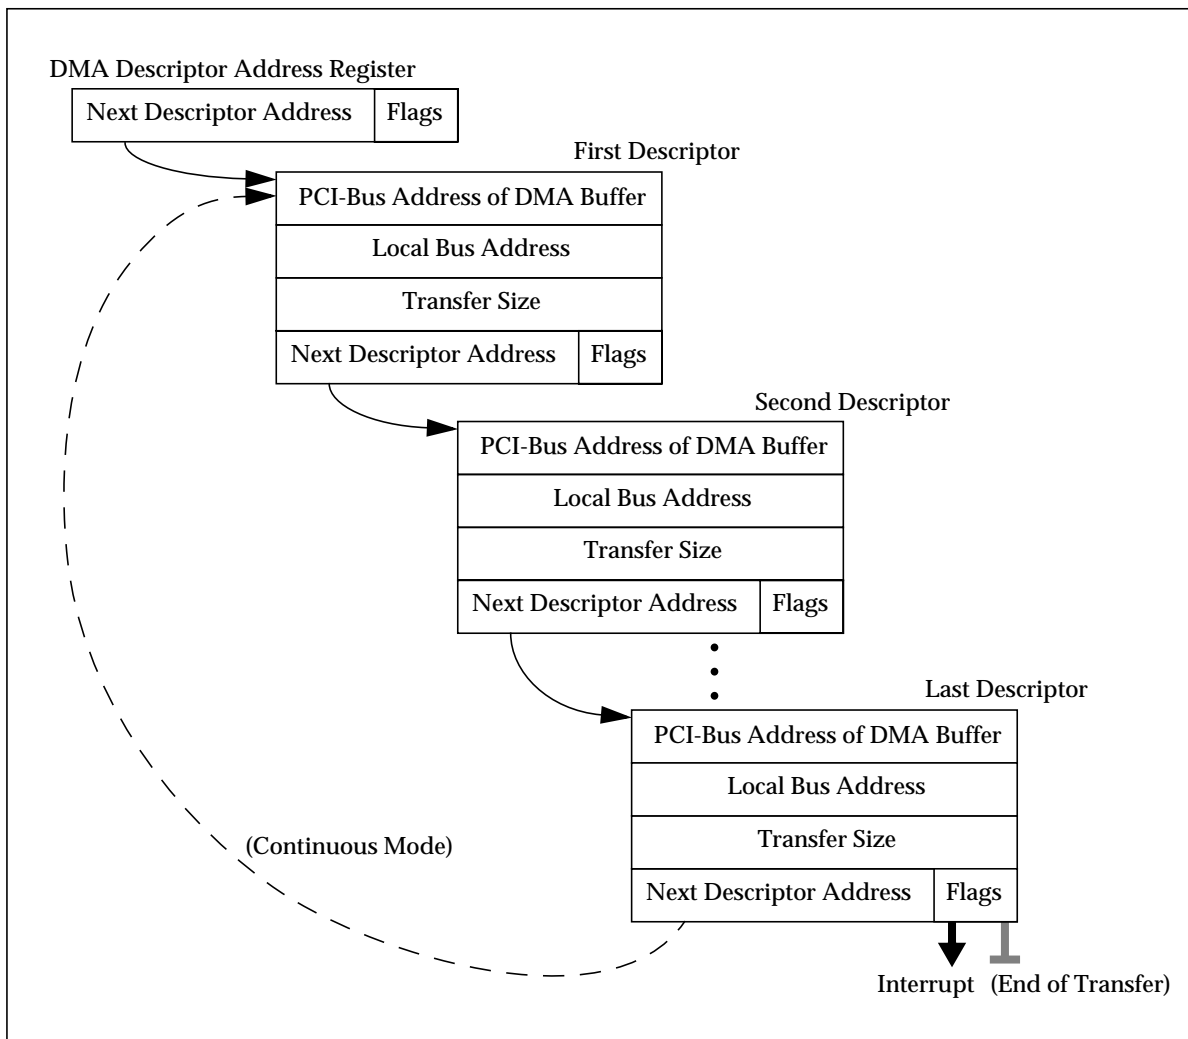 DMA Descriptor Address Register
Next Descriptor Address Flags
First Descriptor
PCI-Bus Address of DMA Buffer
Local Bus Address
Transfer Size
Next Descriptor Address Flags
Second Descriptor
PCI-Bus Address of DMA Buffer
Local Bus Address
Transfer Size
Next Descriptor Address Flags
Last Descriptor
PCI-Bus Address of DMA Buffer
Local Bus Address
Transfer Size
(Continuous Mode)
Next Descriptor Address Flags
Interrupt (End of Transfer)